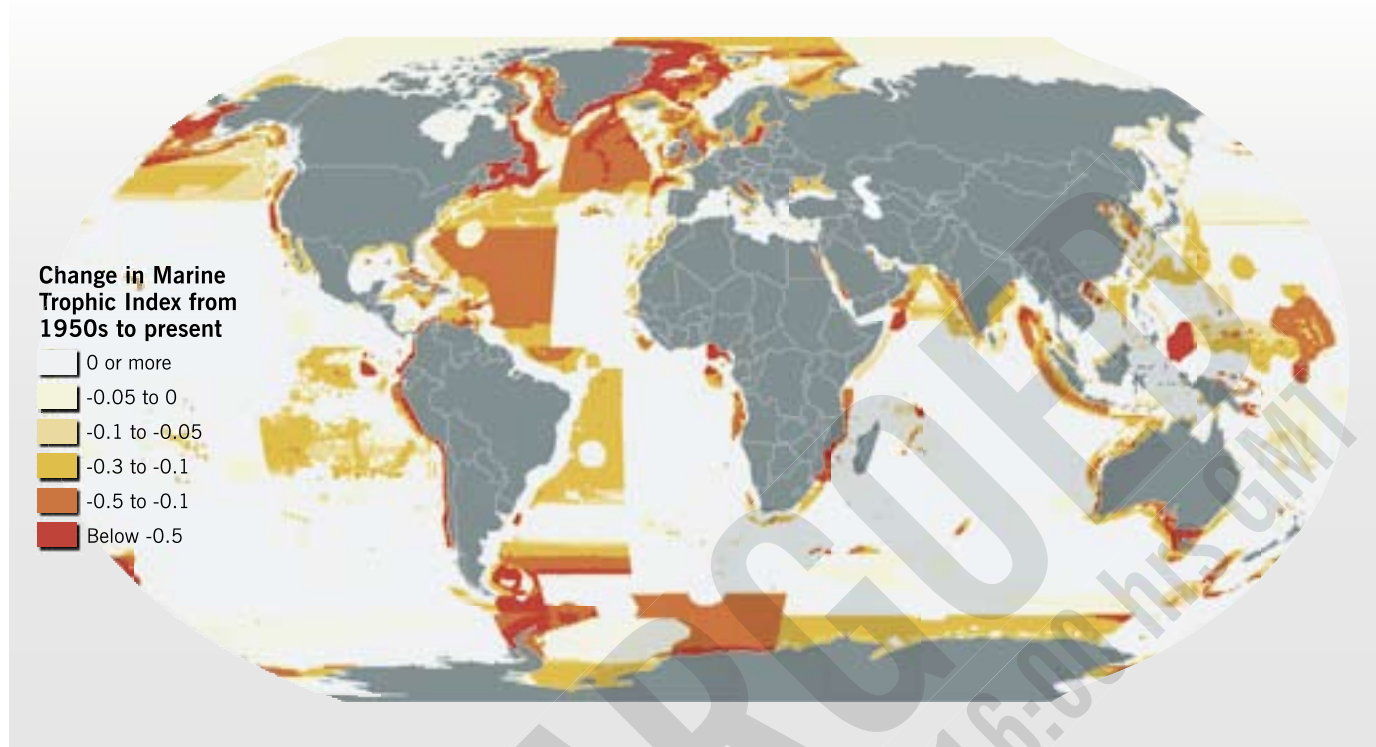 Change in Marine
Trophic Index from
1950s to present
0 or more
-0.05 to 0
-0.1 to -0.05
-0.3 to -0.1
-0.5 to -0.1
Below -0.5